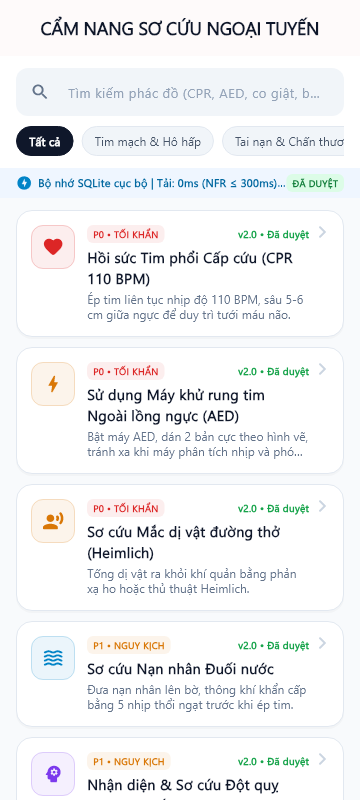 CẨM NANG SƠ CỨU NGOẠI TUYẾN
Tìm kiếm phác đồ (CPR, AED, co giật, b...
Tất cả
Tim mạch & Hô hấp
Tai nạn & Chấn thươ
Bộ nhớ SQLite cục bộ | Tải: 0ms (NFR ≤ 300ms)...
ĐÃ DUYỆT
P0 • TỐI KHẨN
v2.0 • Đã duyệt
Hồi sức Tim phổi Cấp cứu (CPR
110 BPM)
Ép tim liên tục nhịp độ 110 BPM, sâu 5-6
cm giữa ngực để duy trì tưới máu não.
P0 • TỐI KHẨN
v2.0 • Đã duyệt
Sử dụng Máy khử rung tim
Ngoài lồng ngực (AED)
Bật máy AED, dán 2 bản cực theo hình vẽ,
tránh xa khi máy phân tích nhịp và phó...
P0 • TỐI KHẨN
v2.0 • Đã duyệt
Sơ cứu Mắc dị vật đường thở
(Heimlich)
Tống dị vật ra khỏi khí quản bằng phản
xạ ho hoặc thủ thuật Heimlich.
P1 • NGUY KỊCH
v2.0 • Đã duyệt
Sơ cứu Nạn nhân Đuối nước
Đưa nạn nhân lên bờ, thông khí khẩn cấp
bằng 5 nhịp thổi ngạt trước khi ép tim.
P1 • NGUY KỊCH
v2.0 • Đã duyệt
Nhận diện & Sơ cứu Đột quỵ